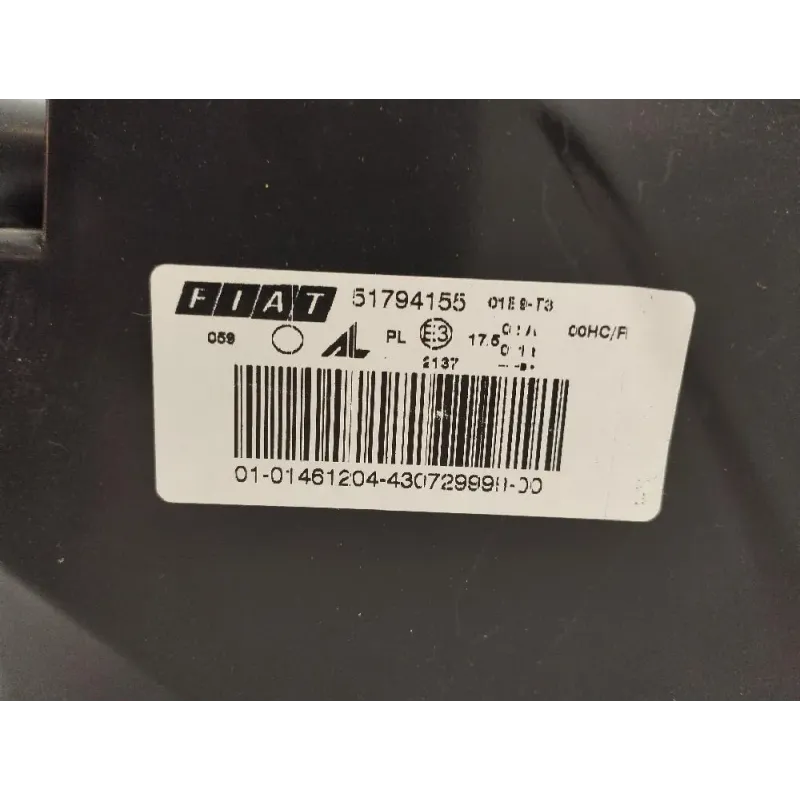 FIAT 51794155
059 AL PL E3 17.5 00HC/R
2137
01-01461204-430729998-00